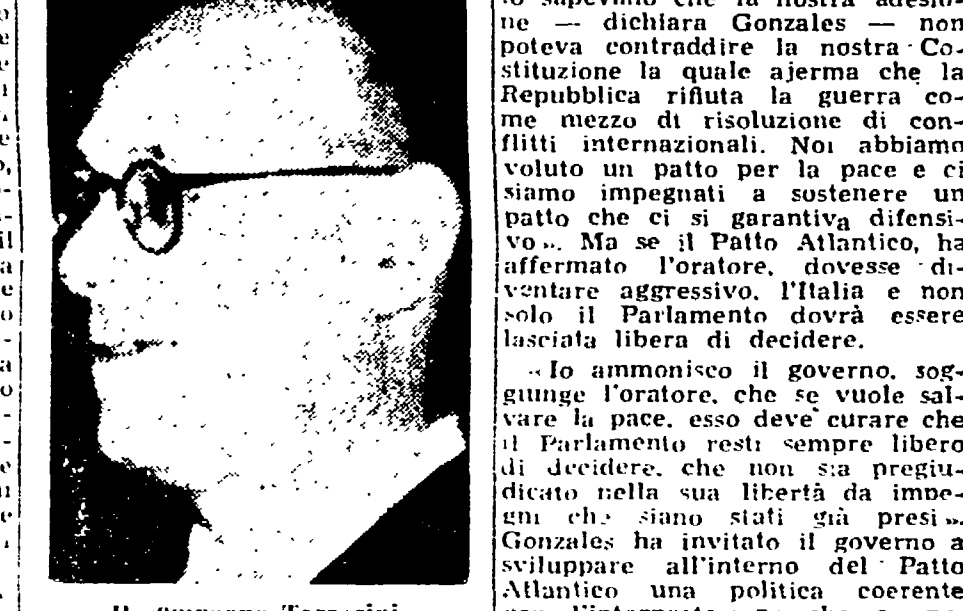 Il compagno Terracini
ne — dichiara Gonzales — non
poteva contraddire la nostra Co-
stituzione la quale ajerma che la
Repubblica rifiuta la guerra co-
me mezzo di risoluzione di con-
flitti internazionali. Noi abbiamo
voluto un patto per la pace e ci
siamo impegnati a sostenere un
patto che ci si garantiva difensi-
vo». Ma se il Patto Atlantico, ha
affermato l'oratore, dovesse di-
ventare aggressivo, l'Italia e non
solo il Parlamento dovrà essere
lasciata libera di decidere.
«Io ammonisco il governo, sog-
giunge l'oratore, che se vuole sal-
vare la pace, esso deve curare che
il Parlamento resti sempre libero
di decidere, che non sia pregiu-
dicato nella sua libertà da impe-
gni che siano stati già presi».
Gonzales ha invitato il governo a
sviluppare all'interno del Patto
Atlantico una politica coerente